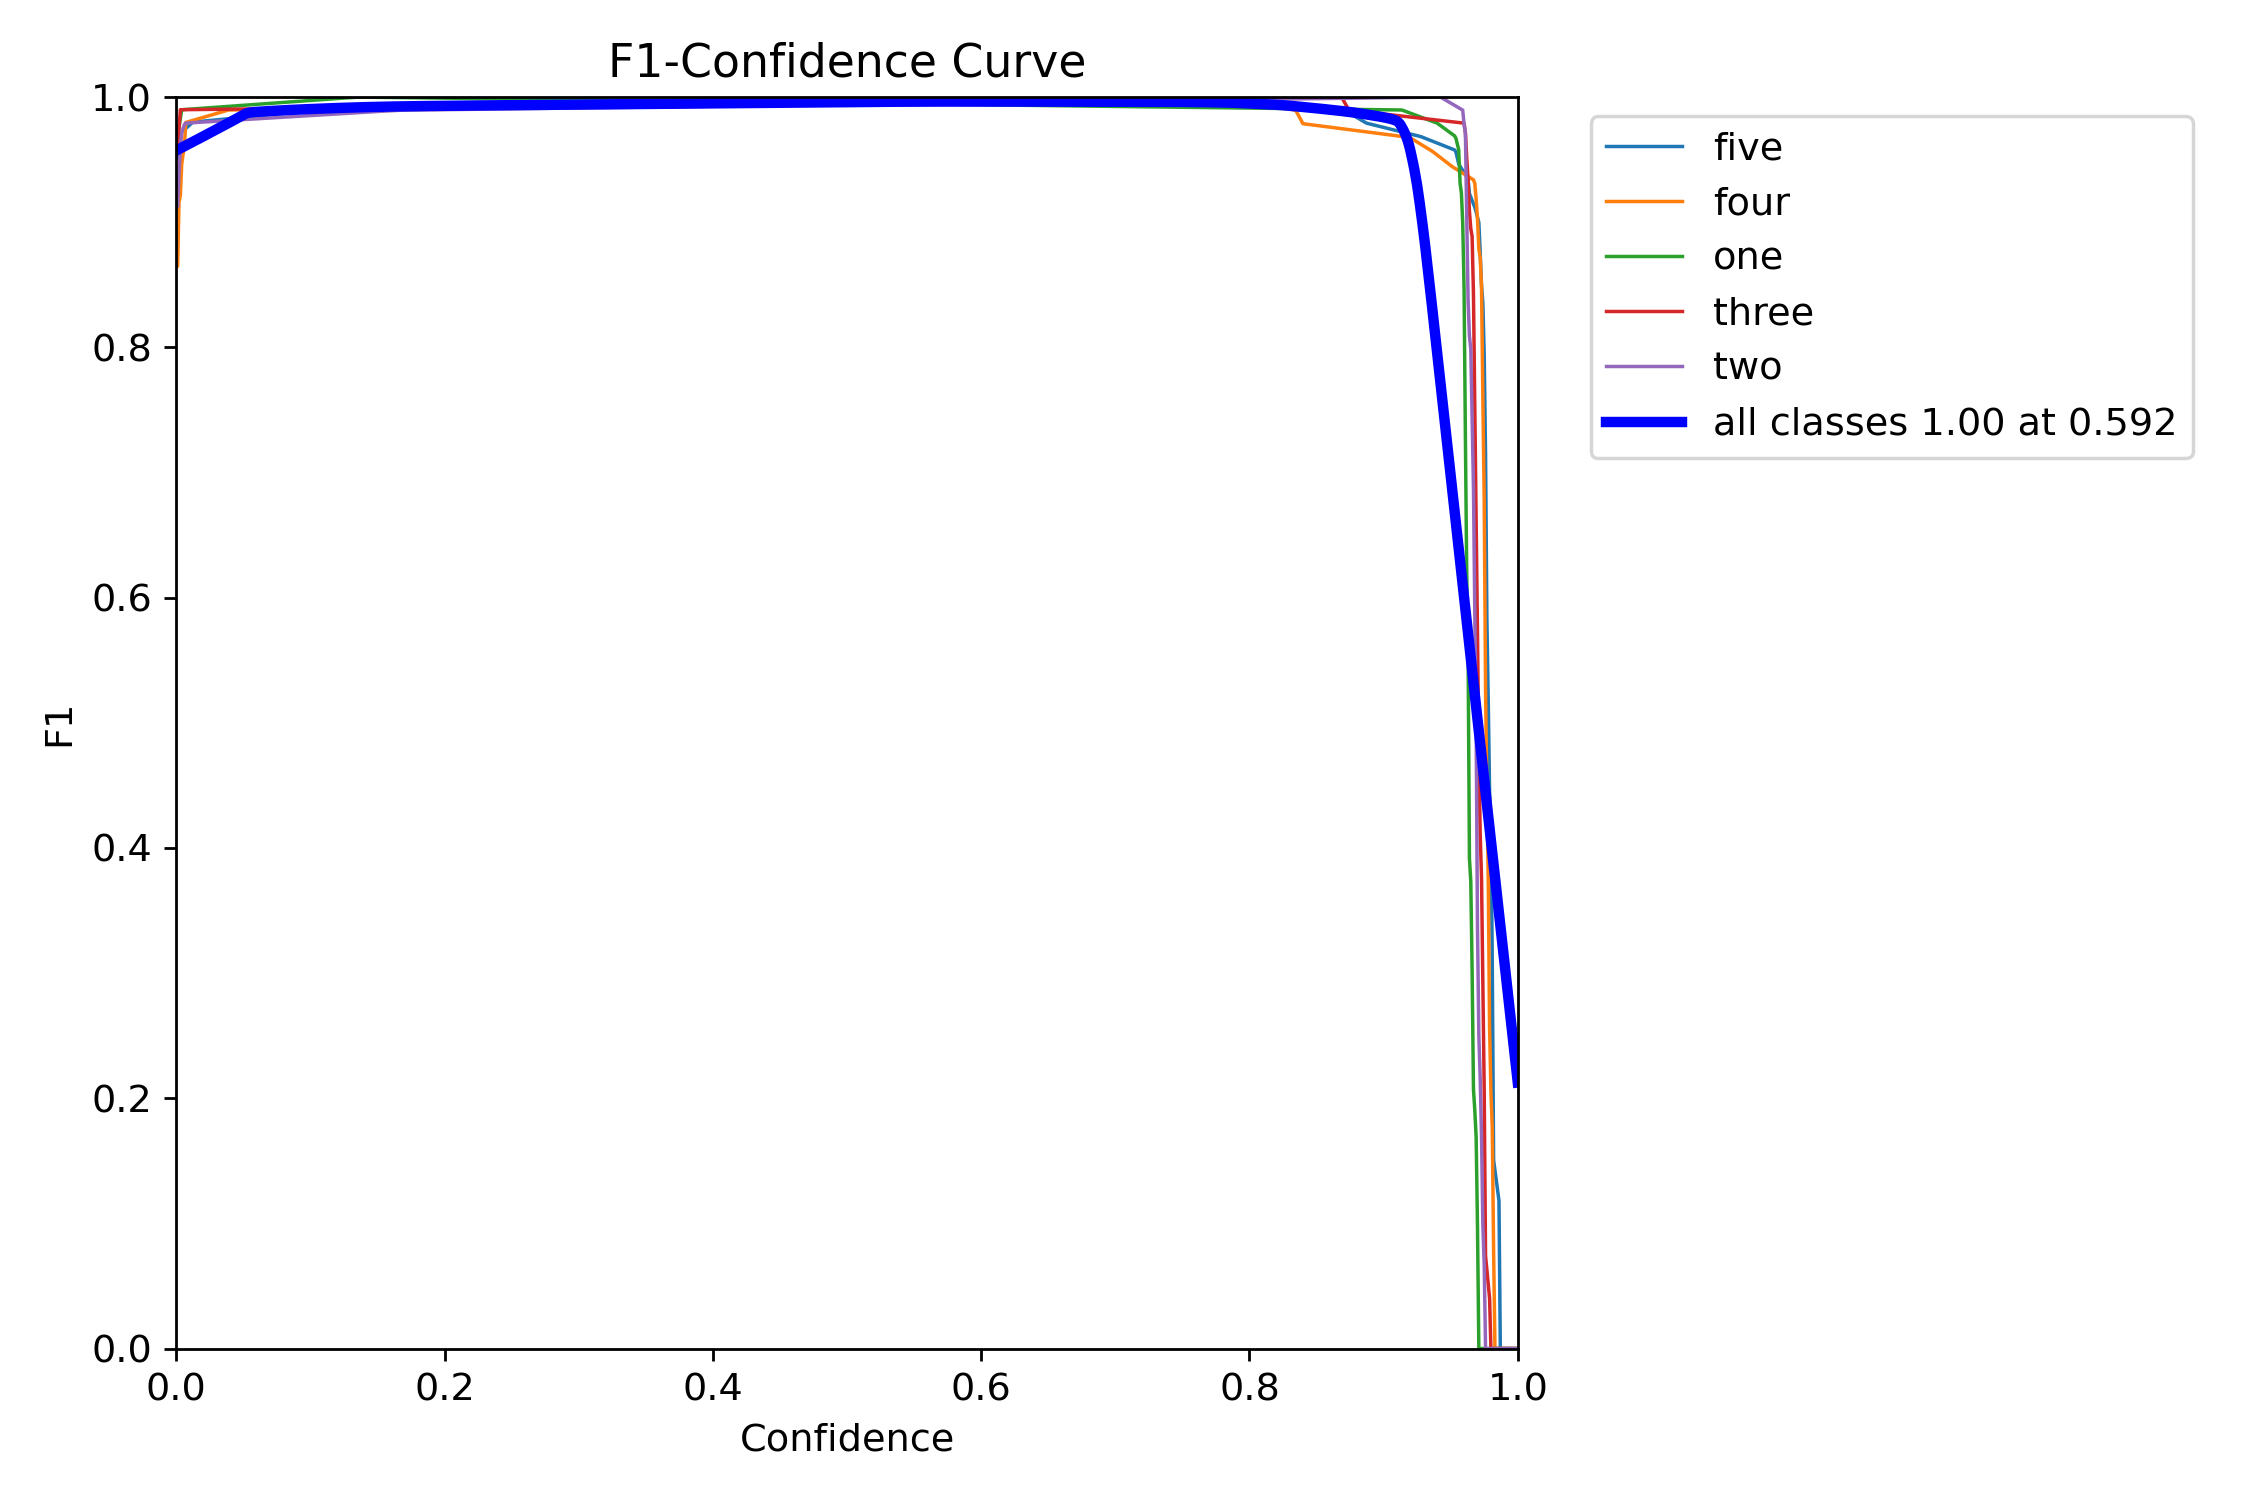 F1-Confidence Curve
1.0
0.8
0.6
0.4
0.2
0.0
F1
0.0 0.2 0.4 0.6 0.8 1.0
Confidence
five
four
one
three
two
all classes 1.00 at 0.592